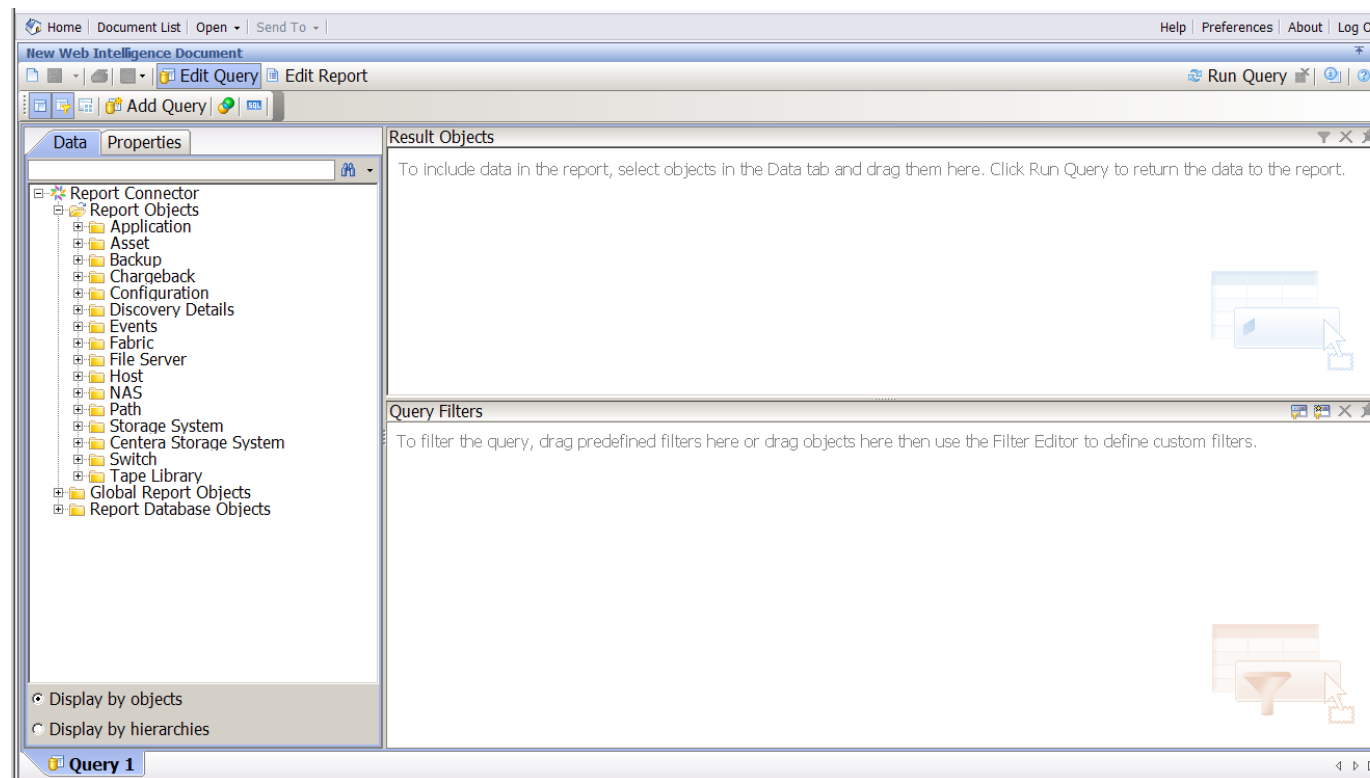 Home Document List Open Send To Help Preferences About Log O
New Web Intelligence Document
Edit Query Edit Report Run Query
Add Query SQL
Data Properties
Result Objects
To include data in the report, select objects in the Data tab and drag them here. Click Run Query to return the data to the report.
Report Connector
Report Objects
Application
Asset
Backup
Chargeback
Configuration
Discovery Details
Events
Fabric
File Server
Host
NAS
Path
Storage System
Centera Storage System
Switch
Tape Library
Global Report Objects
Report Database Objects
Query Filters
To filter the query, drag predefined filters here or drag objects here then use the Filter Editor to define custom filters.
Display by objects
Display by hierarchies
Query 1